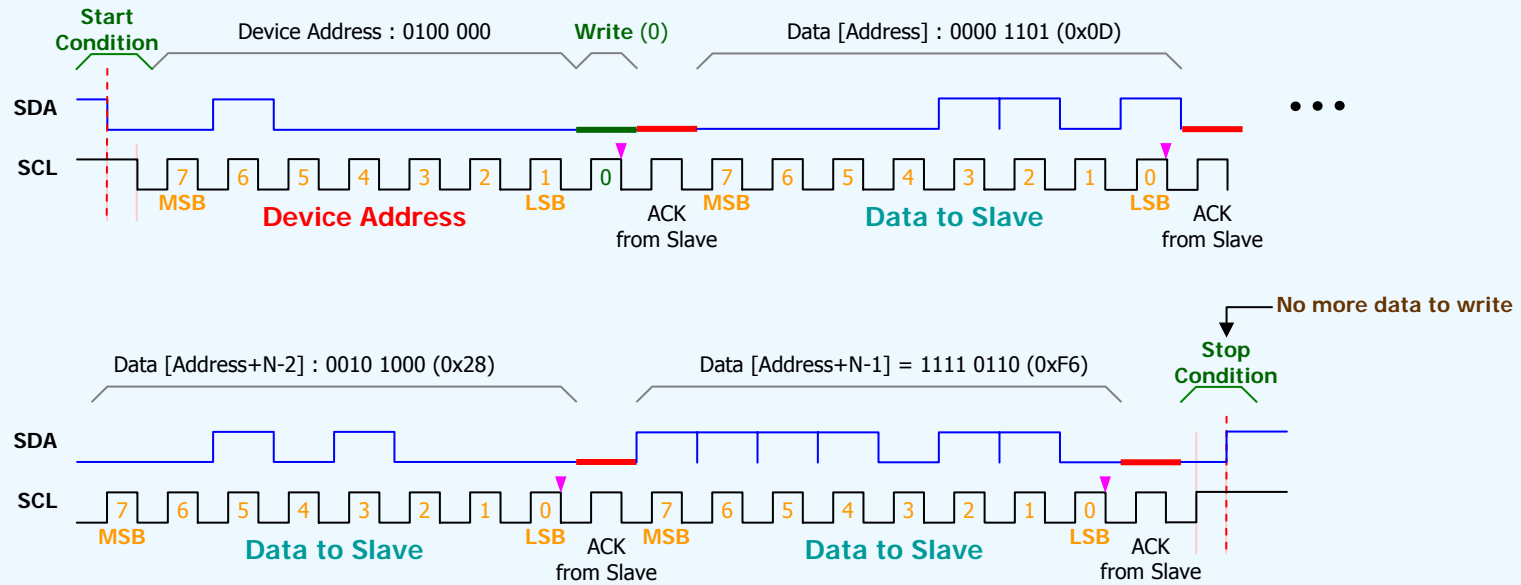 Start
Condition
Device Address : 0100 000
Write (0)
Data [Address] : 0000 1101 (0x0D)
SDA
SCL
7 6 5 4 3 2 1 0 7 6 5 4 3 2 1 0
MSB LSB MSB LSB
Device Address
ACK
from Slave
Data to Slave
ACK
from Slave
No more data to write
Data [Address+N-2] : 0010 1000 (0x28)
Data [Address+N-1] = 1111 0110 (0xF6)
Stop
Condition
SDA
SCL
7 6 5 4 3 2 1 0 7 6 5 4 3 2 1 0
MSB LSB MSB LSB
Data to Slave
ACK
from Slave
Data to Slave
ACK
from Slave